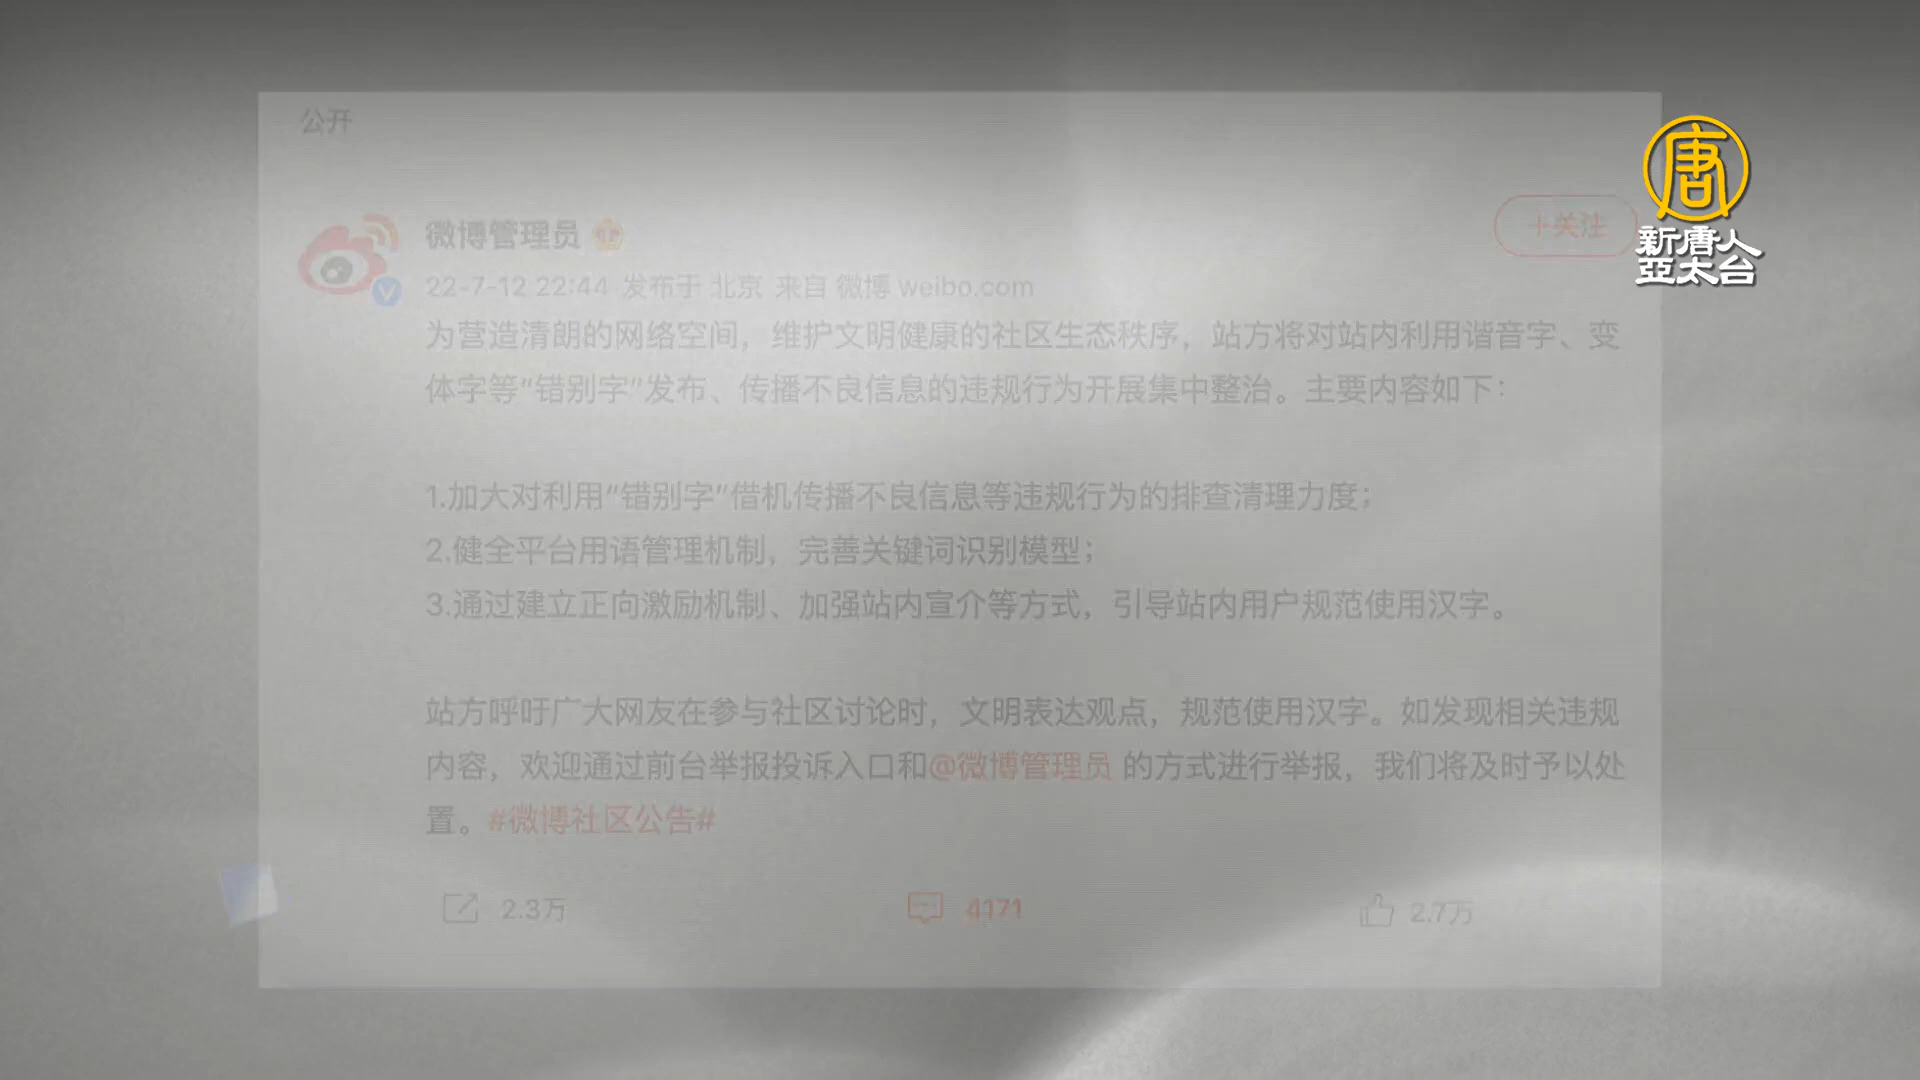 公开
微博管理员
+关注
22-7-12 22:44 发布于 北京 来自 微博 weibo.com
为营造清朗的网络空间，维护文明健康的社区生态秩序，站方将对站内利用谐音字、变
体字等“错别字”发布、传播不良信息的违规行为开展集中整治。主要内容如下：
1.加大对利用“错别字”借机传播不良信息等违规行为的排查清理力度；
2.健全平台用语管理机制，完善关键词识别模型；
3.通过建立正向激励机制、加强站内宣介等方式，引导站内用户规范使用汉字。
站方呼吁广大网友在参与社区讨论时，文明表达观点，规范使用汉字。如发现相关违规
内容，欢迎通过前台举报投诉入口和@微博管理员 的方式进行举报，我们将及时予以处
置。#微博社区公告#
2.3万
4171
2.7万
唐
新唐人
亞太台